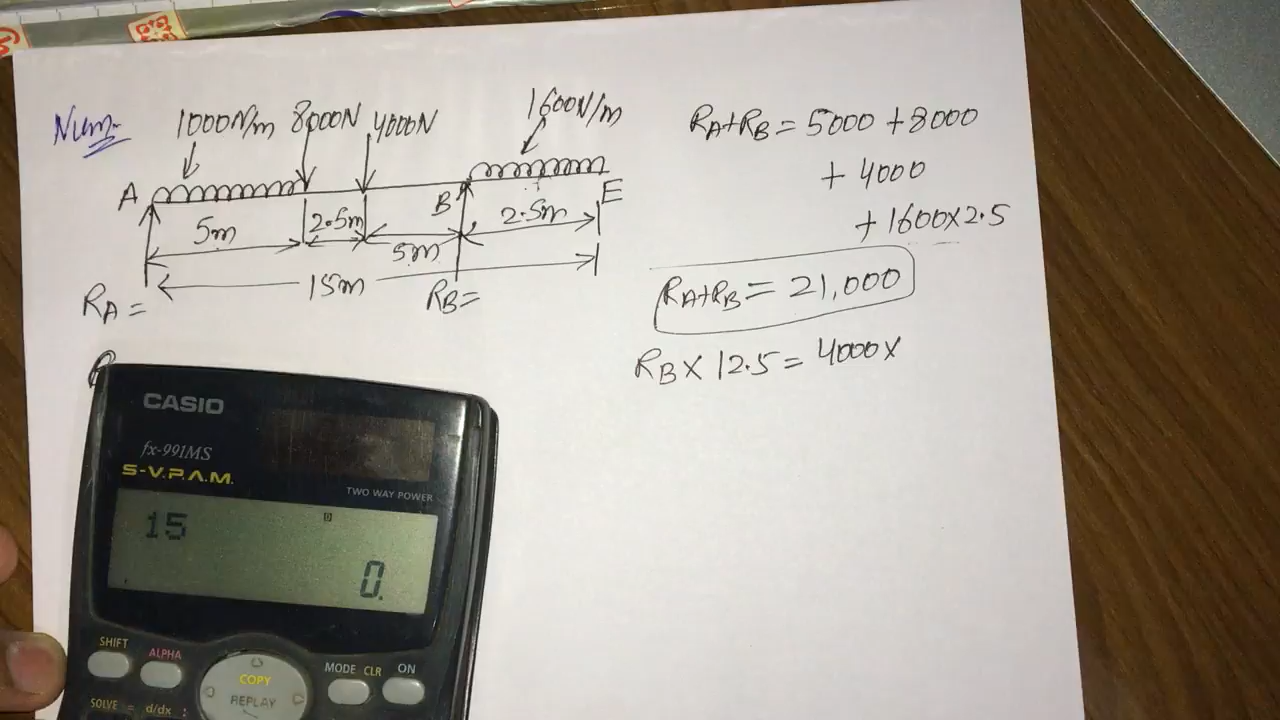 Num:-
1000N/m 8000N 4000N 1600N/m
A B E
5m 2.5m 5m 2.5m
15m
RA = RB=
RA+RB = 5000 + 8000
+ 4000
+ 1600×2.5
RA+RB = 21,000
RB × 12.5 = 4000×
CASIO
fx-991MS
S-V.P.A.M.
TWO WAY POWER
15
D
0.
SHIFT ALPHA MODE CLR ON
COPY
REPLAY
SOLVE = d/dx :